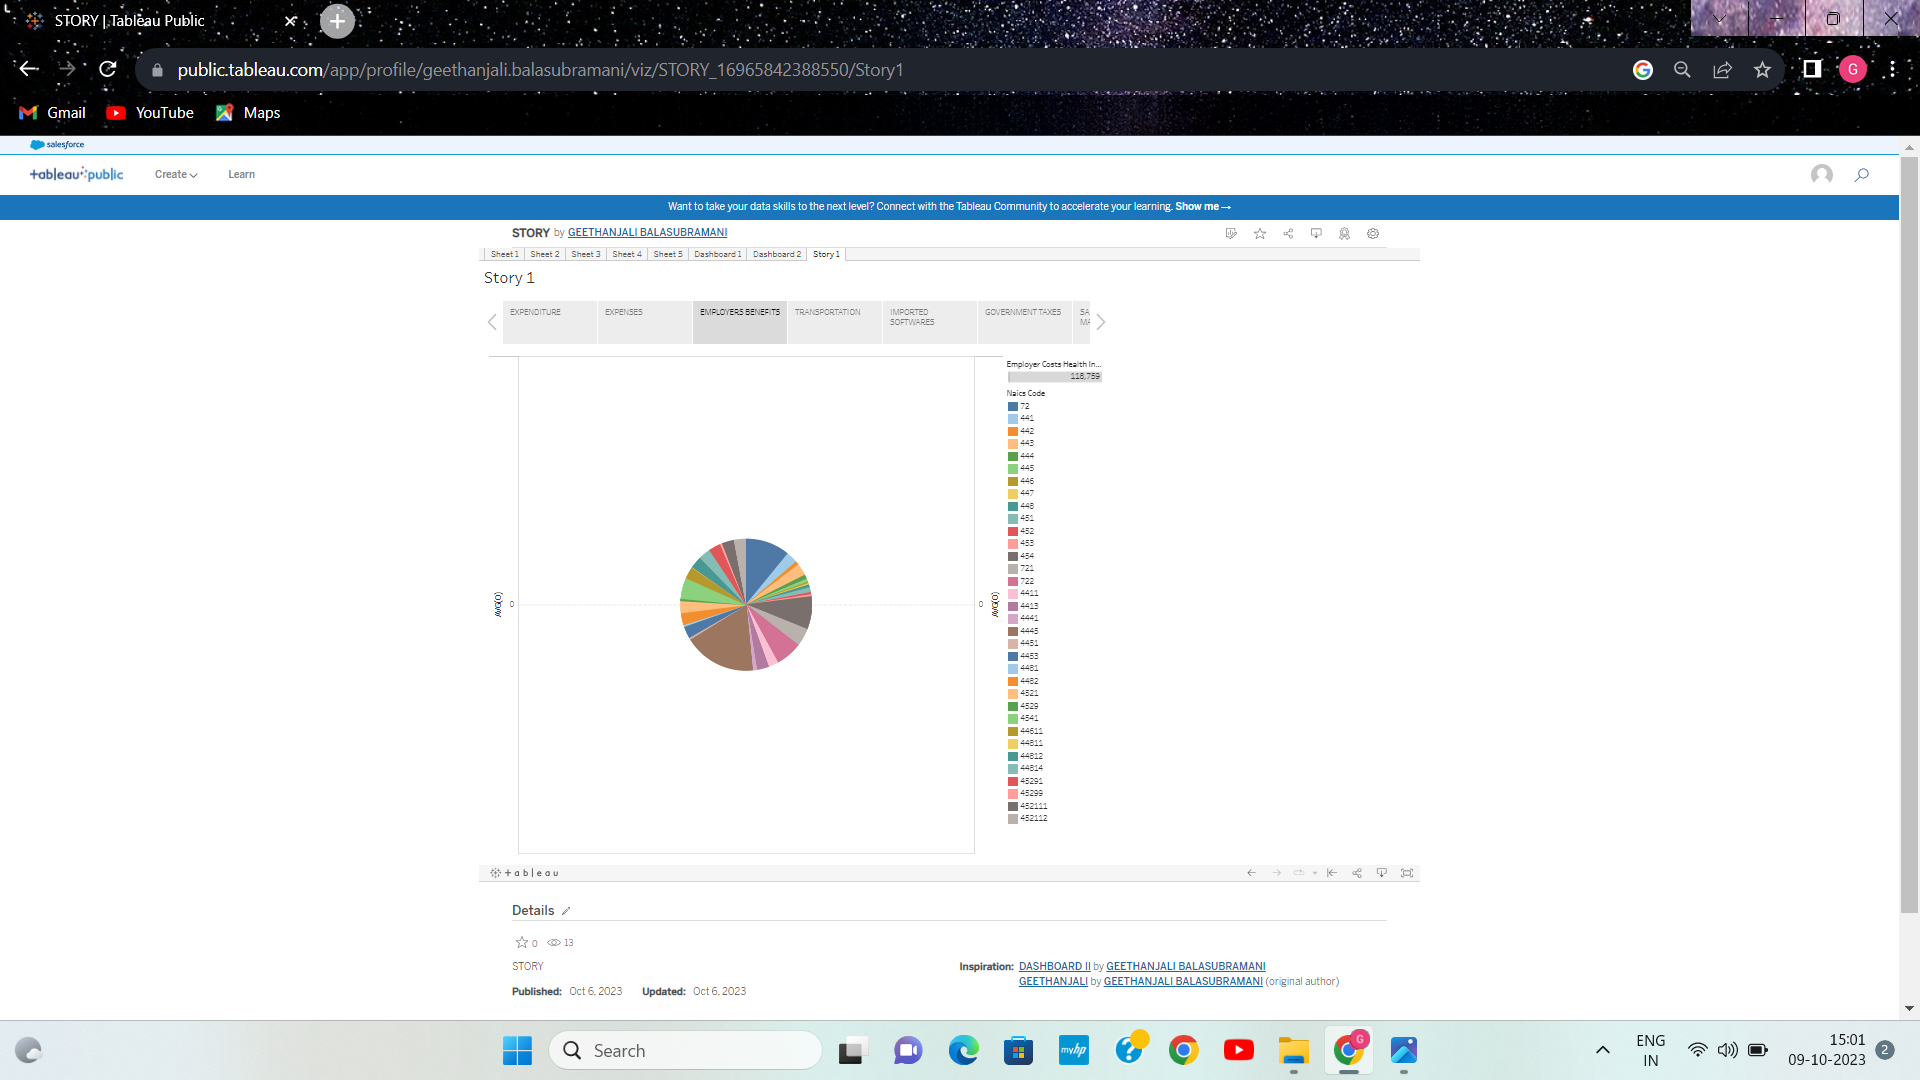 STORY | Tableau Public
public.tableau.com/app/profile/geethanjali.balasubramani/viz/STORY_16965842388550/Story1
G
Gmail
YouTube
Maps
salesforce
+ableau public
Create
Learn
Want to take your data skills to the next level? Connect with the Tableau Community to accelerate your learning. Show me →
STORY by GEETHANJALI BALASUBRAMANI
Sheet 1
Sheet 2
Sheet 3
Sheet 4
Sheet 5
Dashboard 1
Dashboard 2
Story 1
Story 1
EXPENDITURE
EXPENSES
EMPLOYERS BENEFITS
TRANSPORTATION
IMPORTED
SOFTWARES
GOVERNMENT TAXES
SA
MA
AVG(0)
0
0
AVG(0)
Employer Costs Health In...
118,759
Naics Code
72
441
442
443
444
445
446
447
448
451
452
453
454
721
722
4411
4413
4441
4445
4451
4453
4481
4482
4521
4529
4541
44611
44811
44812
44814
45291
45299
452111
452112
+ableau
Details
0
13
STORY
Published: Oct 6, 2023
Updated: Oct 6, 2023
Inspiration: DASHBOARD II by GEETHANJALI BALASUBRAMANI
GEETHANJALI by GEETHANJALI BALASUBRAMANI (original author)
Search
myhp
G
ENG
IN
15:01
09-10-2023
2